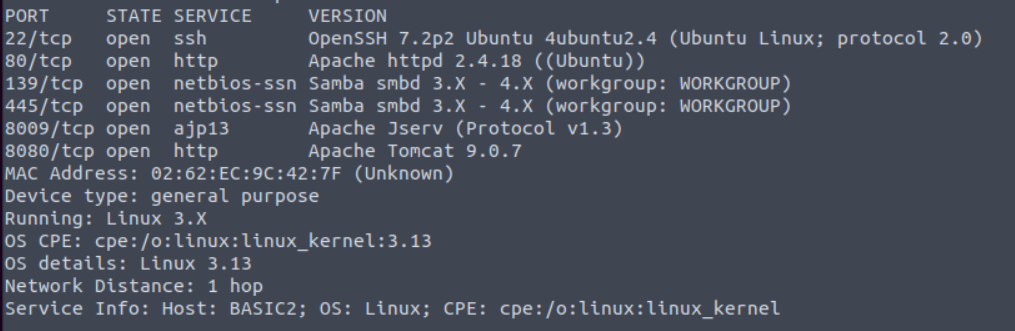 PORT     STATE SERVICE     VERSION
22/tcp   open  ssh         OpenSSH 7.2p2 Ubuntu 4ubuntu2.4 (Ubuntu Linux; protocol 2.0)
80/tcp   open  http        Apache httpd 2.4.18 ((Ubuntu))
139/tcp  open  netbios-ssn Samba smbd 3.X - 4.X (workgroup: WORKGROUP)
445/tcp  open  netbios-ssn Samba smbd 3.X - 4.X (workgroup: WORKGROUP)
8009/tcp open  ajp13       Apache Jserv (Protocol v1.3)
8080/tcp open  http        Apache Tomcat 9.0.7
MAC Address: 02:62:EC:9C:42:7F (Unknown)
Device type: general purpose
Running: Linux 3.X
OS CPE: cpe:/o:linux:linux_kernel:3.13
OS details: Linux 3.13
Network Distance: 1 hop
Service Info: Host: BASIC2; OS: Linux; CPE: cpe:/o:linux:linux_kernel